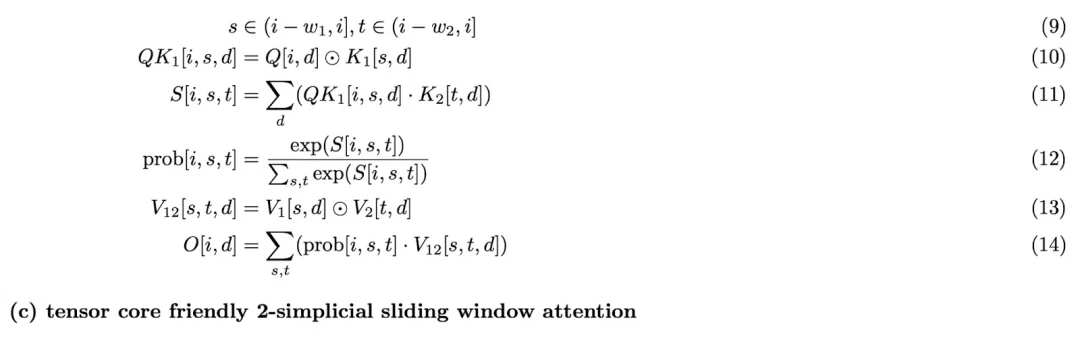 s ∈ (i − w₁, i], t ∈ (i − w₂, i] (9)
QK₁[i, s, d] = Q[i, d] ⊙ K₁[s, d] (10)
S[i, s, t] = ∑_d (QK₁[i, s, d] · K₂[t, d]) (11)
prob[i, s, t] = exp(S[i, s, t]) / ∑_{s,t} exp(S[i, s, t]) (12)
V₁₂[s, t, d] = V₁[s, d] ⊙ V₂[t, d] (13)
O[i, d] = ∑_{s,t} (prob[i, s, t] · V₁₂[s, t, d]) (14)
(c) tensor core friendly 2-simplicial sliding window attention